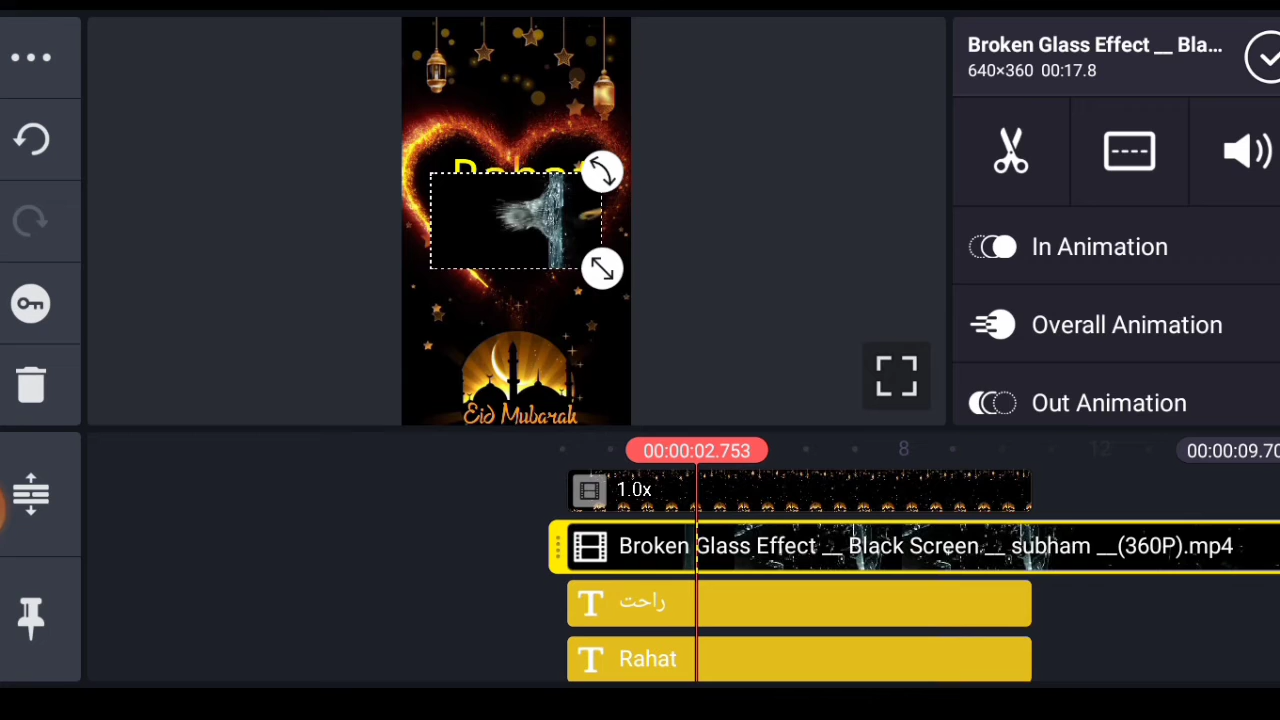 Broken Glass Effect __ Bla...
640×360 00:17.8
Rahat
In Animation
Overall Animation
Out Animation
Eid Mubarak
00:00:02.753
8
12
00:00:09.70
1.0x
Broken Glass Effect __ Black Screen __ subham __(360P).mp4
راحت
Rahat